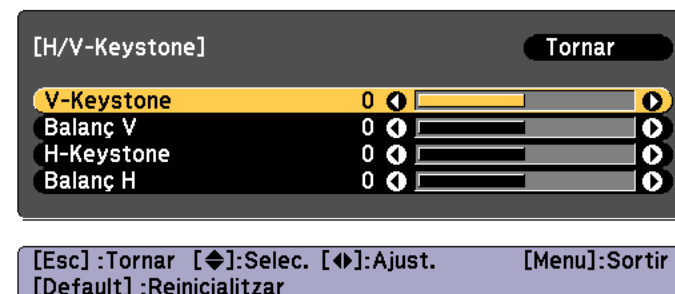 [H/V-Keystone] Tornar
V-Keystone 0
Balanç V 0
H-Keystone 0
Balanç H 0
[Esc] :Tornar [◆]:Selec. [◆]:Ajust. [Menu]:Sortir
[Default] :Reinicialitzar